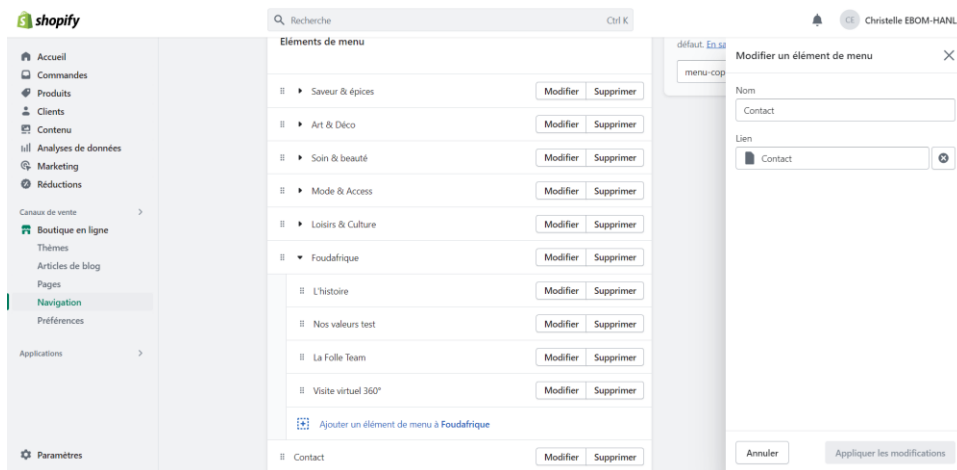 shopify
Recherche
Ctrl K
CE
Christelle EBOM-HANL
Accueil
Commandes
Produits
Clients
Contenu
Analyses de données
Marketing
Réductions
Canaux de vente
Boutique en ligne
Thèmes
Articles de blog
Pages
Navigation
Préférences
Applications
Paramètres
Eléments de menu
Saveur & épices Modifier Supprimer
Art & Déco Modifier Supprimer
Soin & beauté Modifier Supprimer
Mode & Access Modifier Supprimer
Loisirs & Culture Modifier Supprimer
Foudafrique Modifier Supprimer
L'histoire Modifier Supprimer
Nos valeurs test Modifier Supprimer
La Folle Team Modifier Supprimer
Visite virtuel 360° Modifier Supprimer
Ajouter un élément de menu à Foudafrique
Contact Modifier Supprimer
défaut. En sa
menu-cop
Modifier un élément de menu
Nom
Contact
Lien
Contact
Annuler Appliquer les modifications